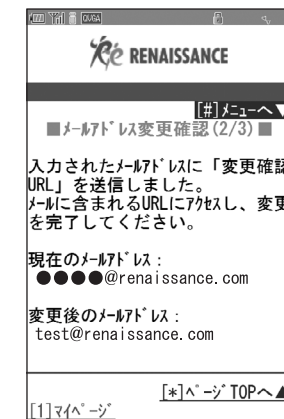 QVGA
RENAISSANCE
[#]ﾒﾆｭｰへ▼
■ﾒｰﾙｱﾄﾞﾚｽ変更確認(2/3)■
入力されたﾒｰﾙｱﾄﾞﾚｽに「変更確認
URL」を送信しました。
ﾒｰﾙに含まれるURLにｱｸｾｽし、変更
を完了してください。
現在のﾒｰﾙｱﾄﾞﾚｽ:
●●●●@renaissance.com
変更後のﾒｰﾙｱﾄﾞﾚｽ:
test@renaissance.com
[*]ﾍﾟｰｼﾞTOPへ▲
[1]ﾏｲﾍﾟｰｼﾞ